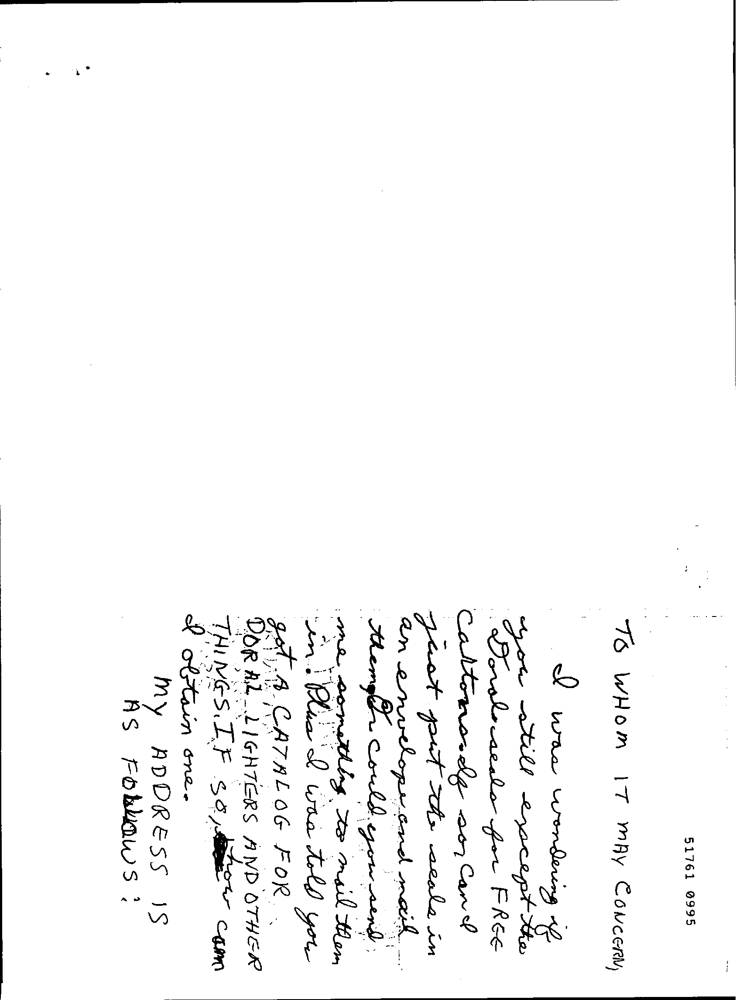 51761 0995
TO WHOM IT MAY CONCERN,
I was wondering if
you still except the
Doral seals for FREE
Cartons. If so, Can I
just put the seals in
an envelope and mail
them. Or could you send
me something to mail them
in. Plus I was told you
got A CATALOG FOR
DORAL LIGHTERS AND OTHER
THINGS. IF SO, how can
I obtain one.
MY ADDRESS IS
AS FOLLOWS: